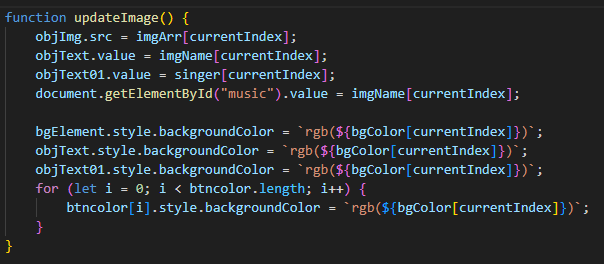 function updateImage() {
    objImg.src = imgArr[currentIndex];
    objText.value = imgName[currentIndex];
    objText01.value = singer[currentIndex];
    document.getElementById("music").value = imgName[currentIndex];

    bgElement.style.backgroundColor = `rgb(${bgColor[currentIndex]})`;
    objText.style.backgroundColor = `rgb(${bgColor[currentIndex]})`;
    objText01.style.backgroundColor = `rgb(${bgColor[currentIndex]})`;
    for (let i = 0; i < btncolor.length; i++) {
        btncolor[i].style.backgroundColor = `rgb(${bgColor[currentIndex]})`;
    }
}